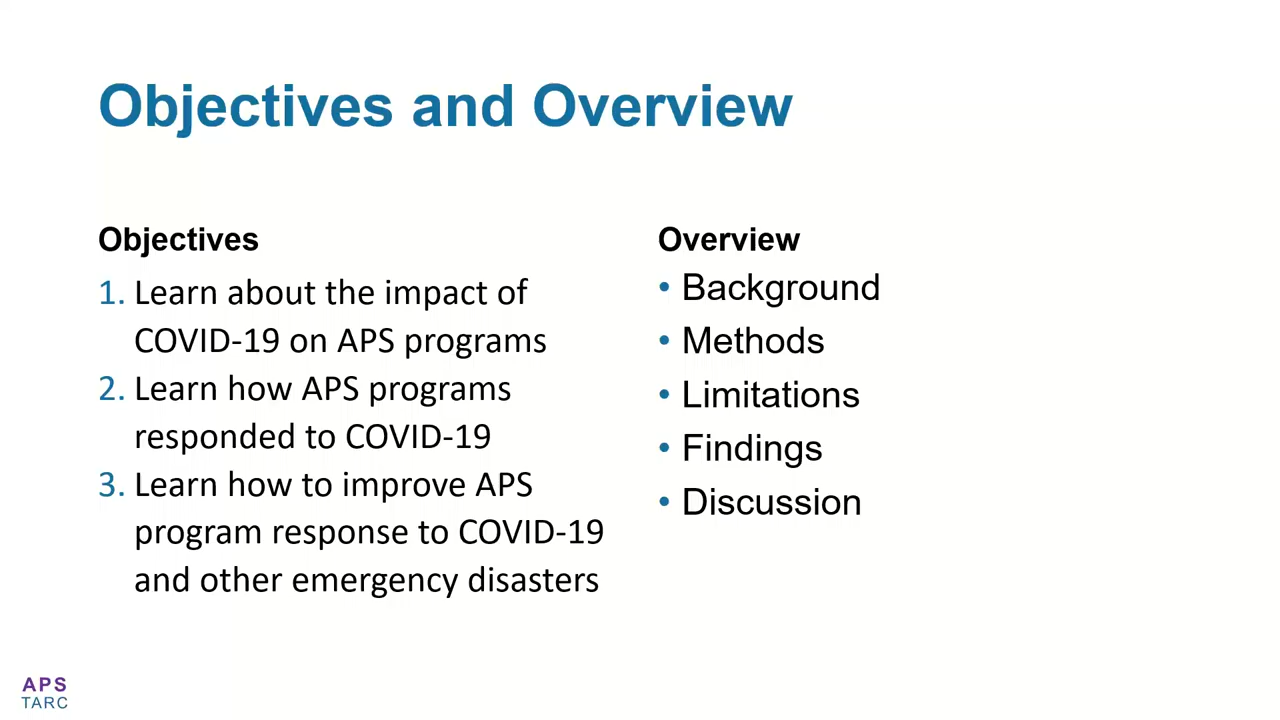 Objectives and Overview
Objectives
1. Learn about the impact of
COVID-19 on APS programs
2. Learn how APS programs
responded to COVID-19
3. Learn how to improve APS
program response to COVID-19
and other emergency disasters
Overview
• Background
• Methods
• Limitations
• Findings
• Discussion
APS
TARC